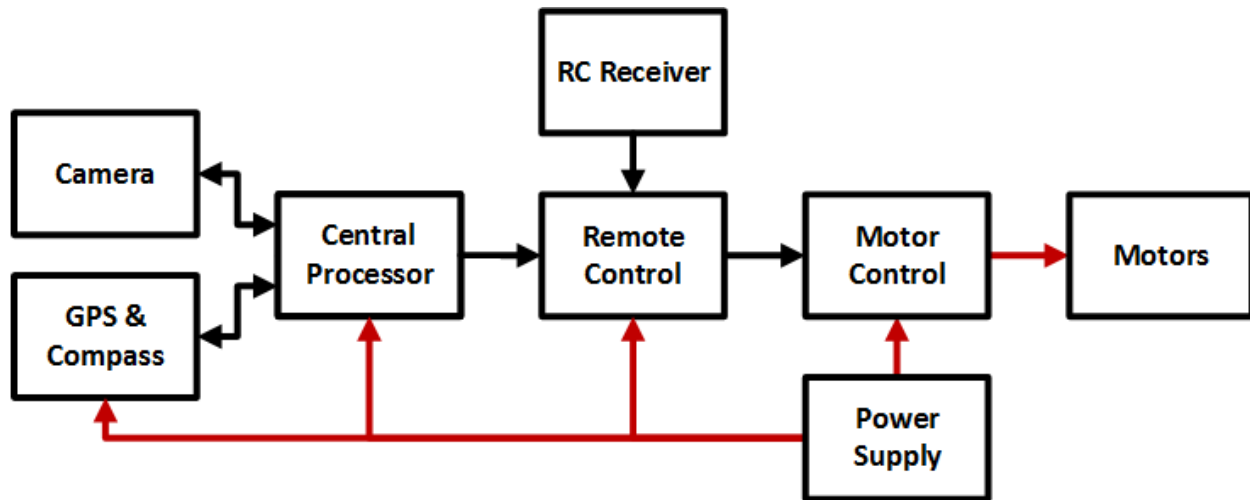 RC Receiver
Camera
Central
Processor
Remote
Control
Motor
Control
Motors
GPS &
Compass
Power
Supply